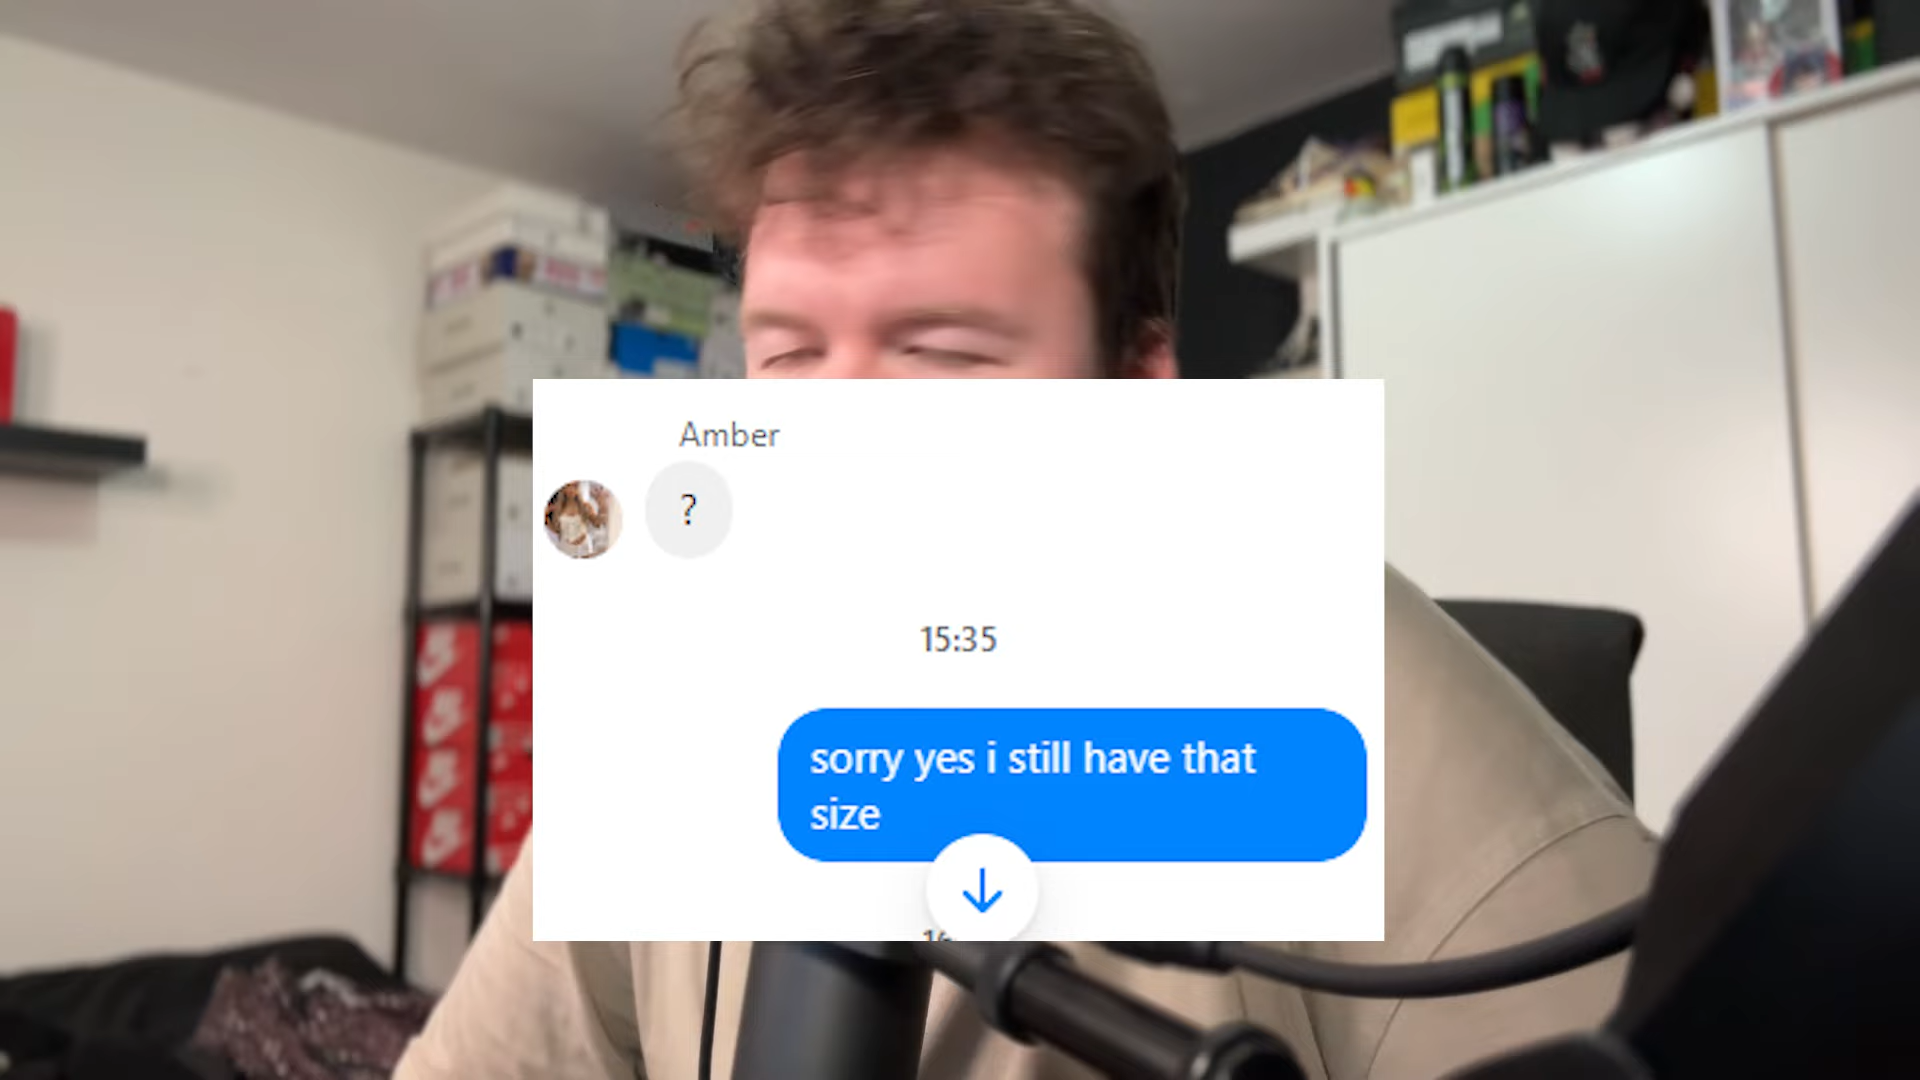 Amber
?
15:35
sorry yes i still have that
size